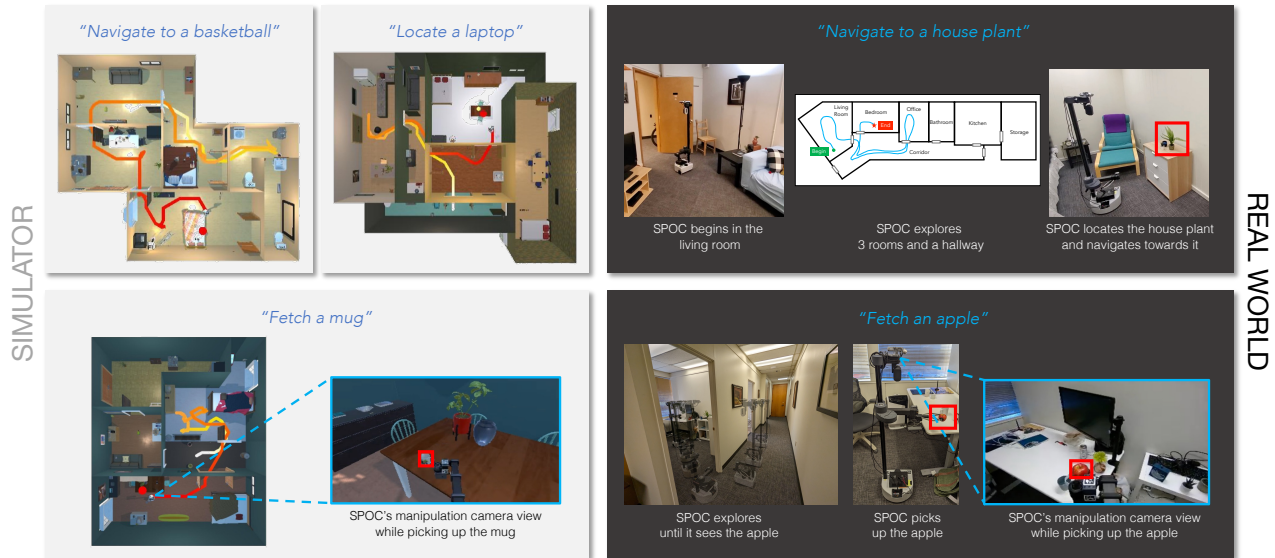 SIMULATOR
“Navigate to a basketball”
“Locate a laptop”
“Fetch a mug”
SPOC’s manipulation camera view
while picking up the mug
REAL WORLD
“Navigate to a house plant”
SPOC begins in the
living room
Living
Room
Bedroom
Office
Bathroom
Kitchen
Storage
End
Begin
Corridor
SPOC explores
3 rooms and a hallway
SPOC locates the house plant
and navigates towards it
“Fetch an apple”
SPOC explores
until it sees the apple
SPOC picks
up the apple
SPOC’s manipulation camera view
while picking up the apple